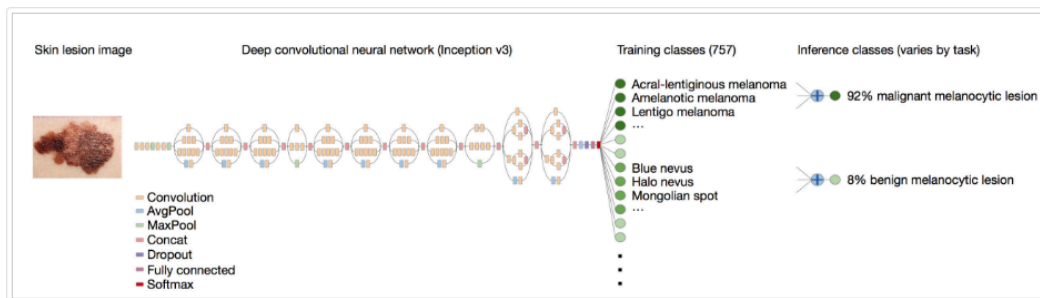 Skin lesion image
Deep convolutional neural network (Inception v3)
Training classes (757)
Inference classes (varies by task)
Acral-lentiginous melanoma
Amelanotic melanoma
Lentigo melanoma
...
Blue nevus
Halo nevus
Mongolian spot
...
92% malignant melanocytic lesion
8% benign melanocytic lesion
Convolution
AvgPool
MaxPool
Concat
Dropout
Fully connected
Softmax